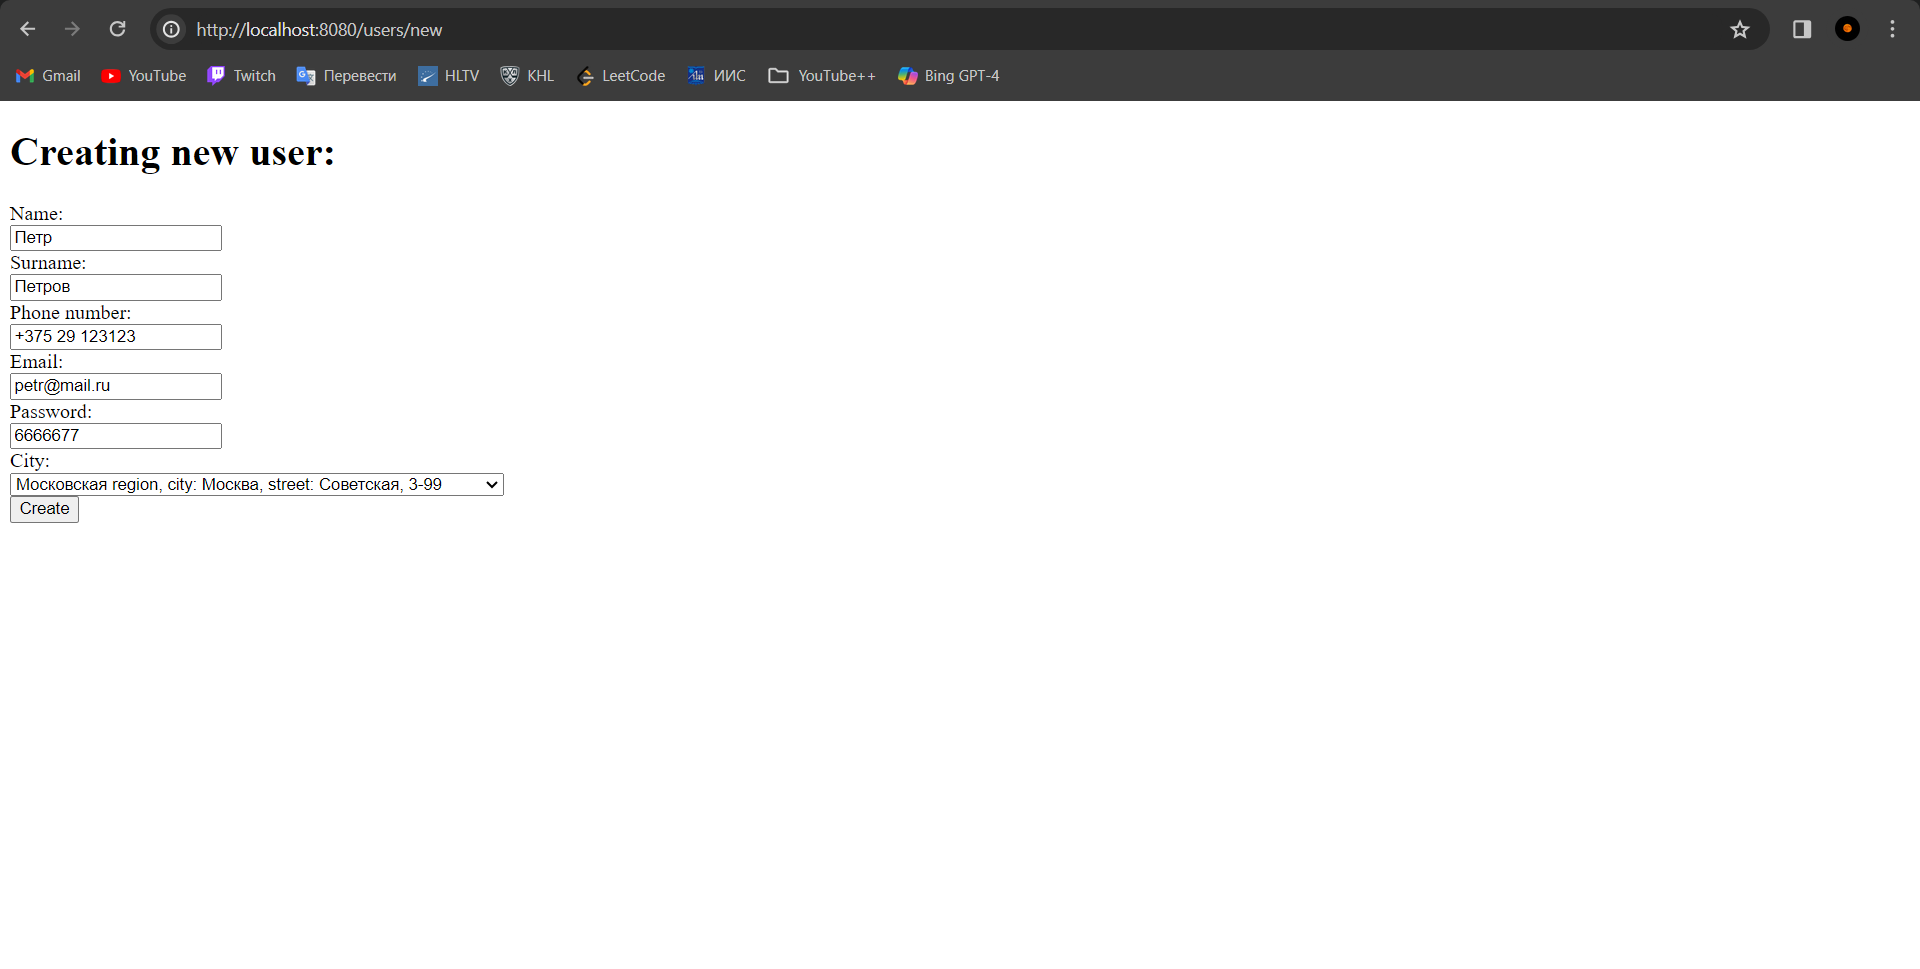 http://localhost:8080/users/new
Gmail YouTube Twitch Перевести HLTV KHL LeetCode ИИС YouTube++ Bing GPT-4
Creating new user:
Name:
Петр
Surname:
Петров
Phone number:
+375 29 123123
Email:
petr@mail.ru
Password:
6666677
City:
Московская region, city: Москва, street: Советская, 3-99
Create